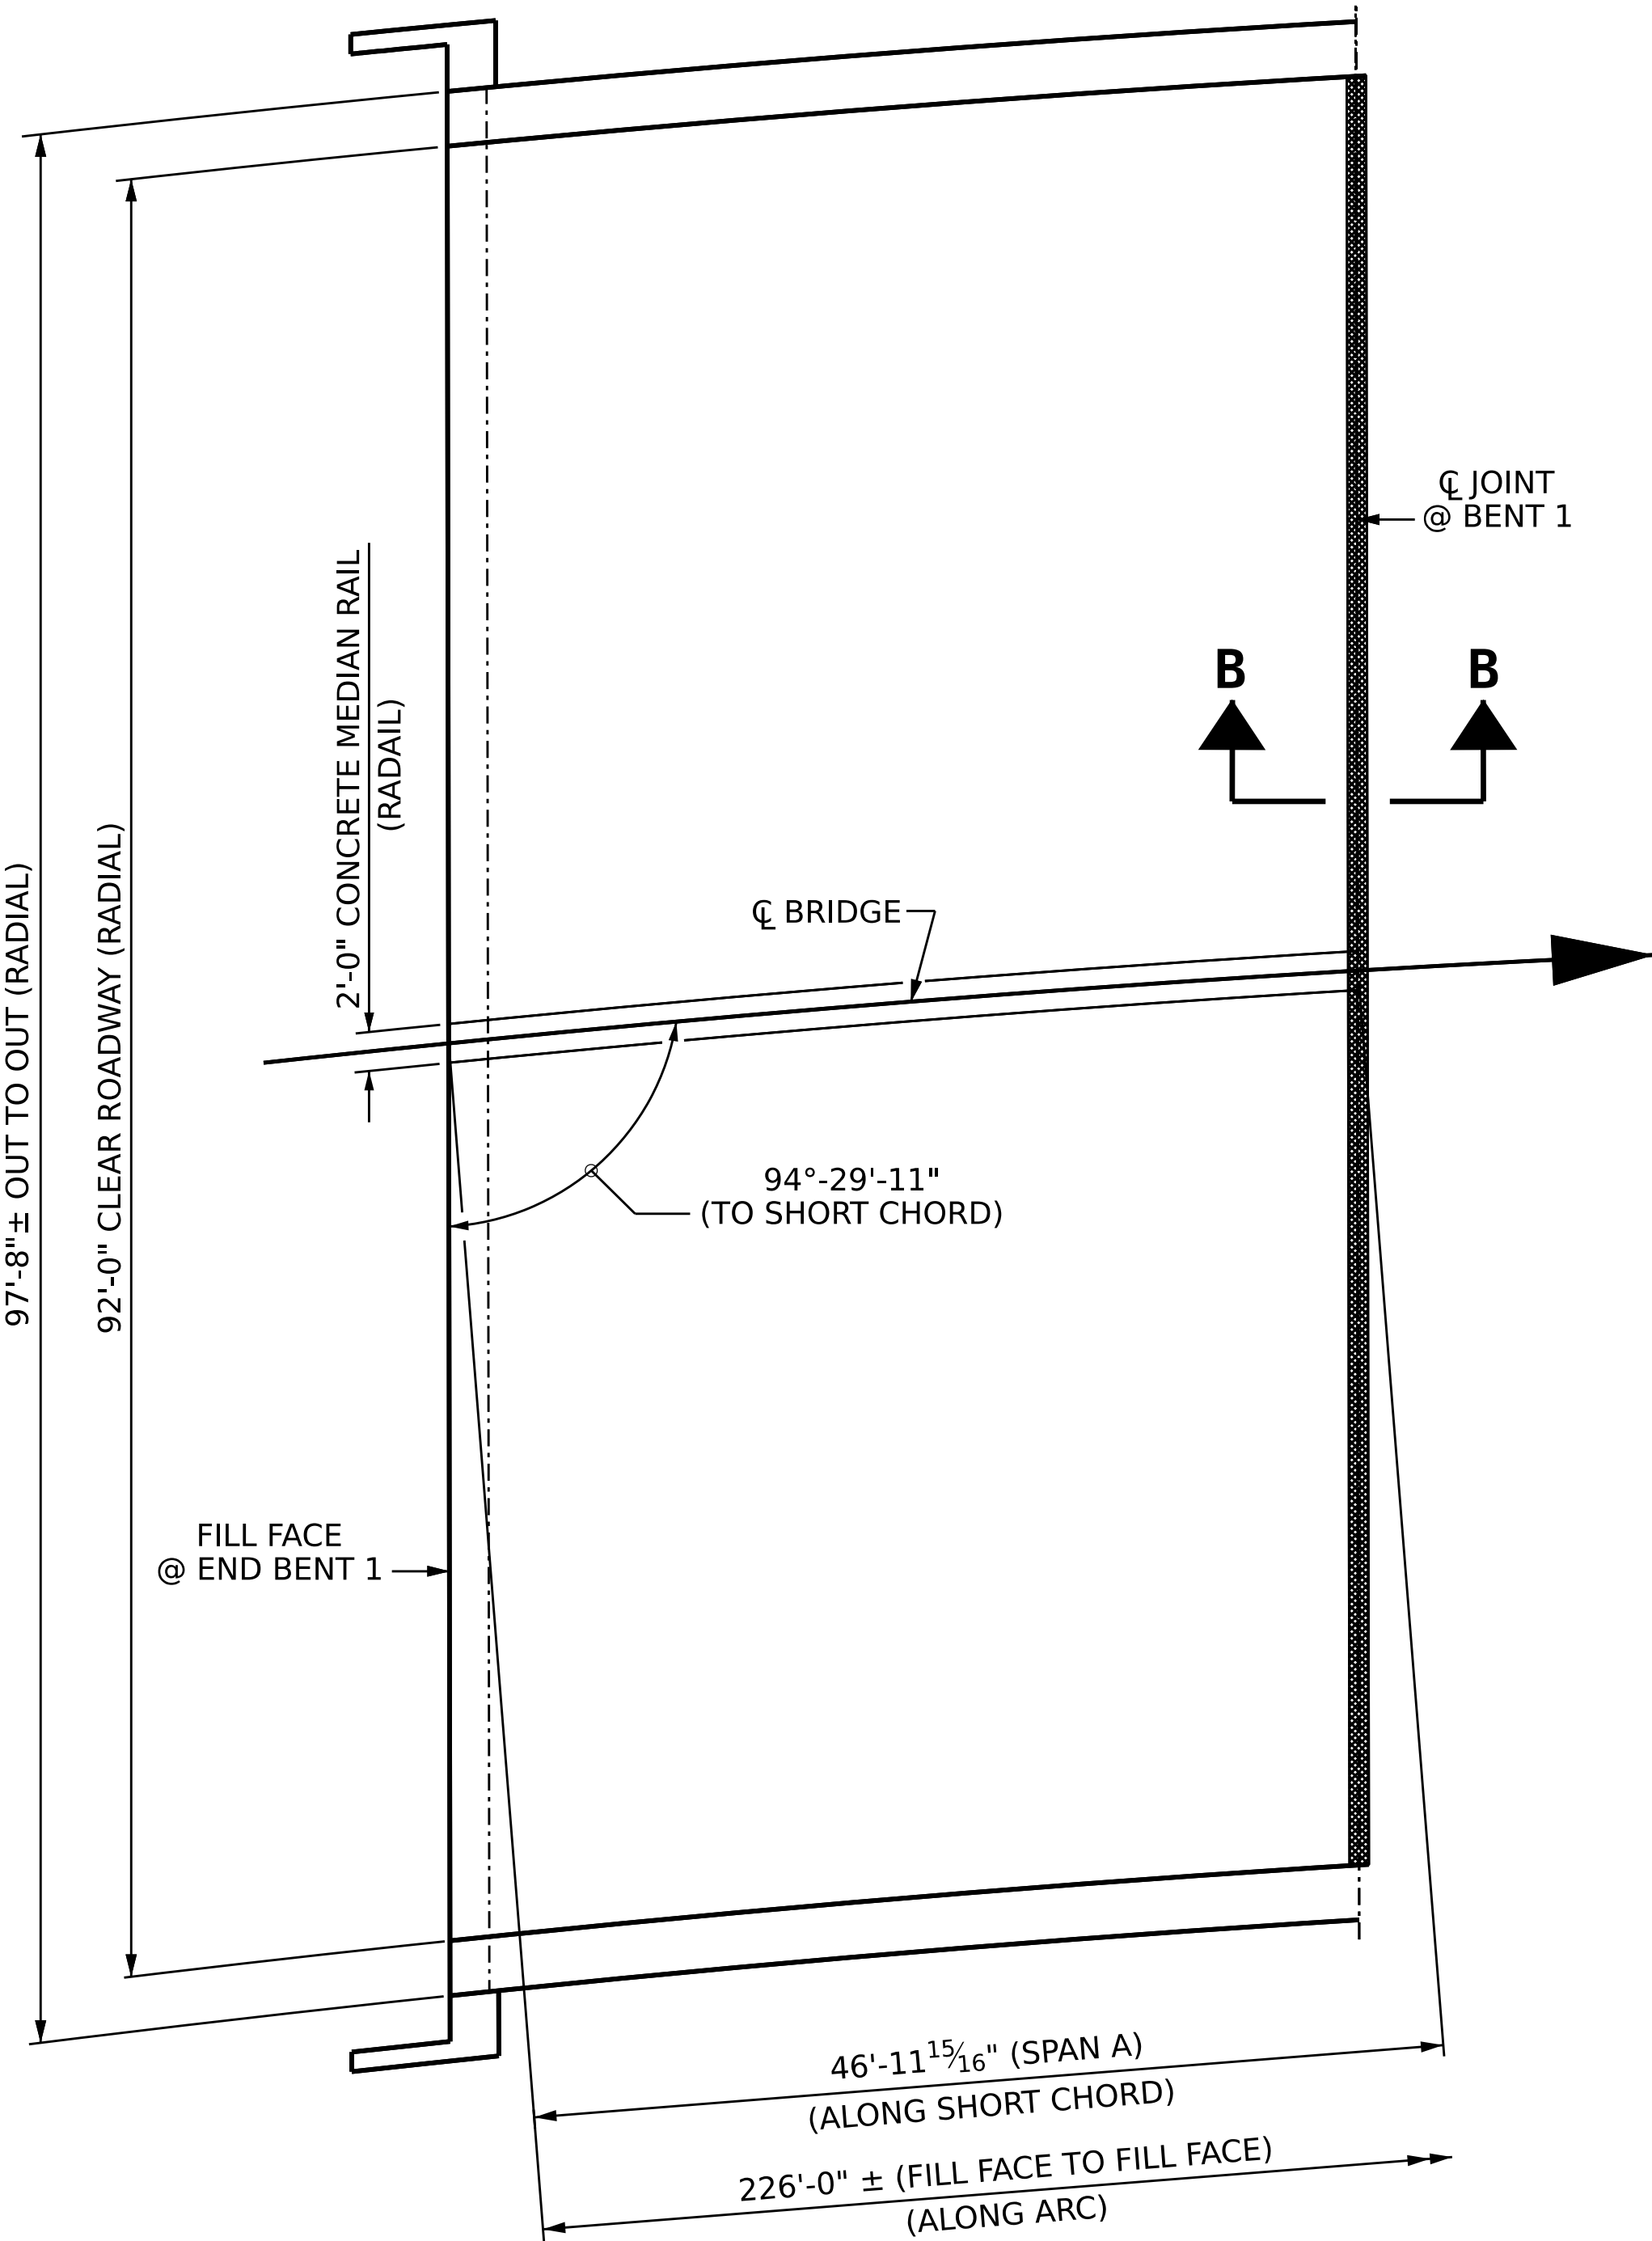 ℄ JOINT
@ BENT 1
2'-0" CONCRETE MEDIAN RAIL
(RADAIL)
B B
97'-8"± OUT TO OUT (RADIAL)
92'-0" CLEAR ROADWAY (RADIAL)
℄ BRIDGE
94°-29'-11"
(TO SHORT CHORD)
FILL FACE
@ END BENT 1
46'-11 15/16" (SPAN A)
(ALONG SHORT CHORD)
226'-0" ± (FILL FACE TO FILL FACE)
(ALONG ARC)